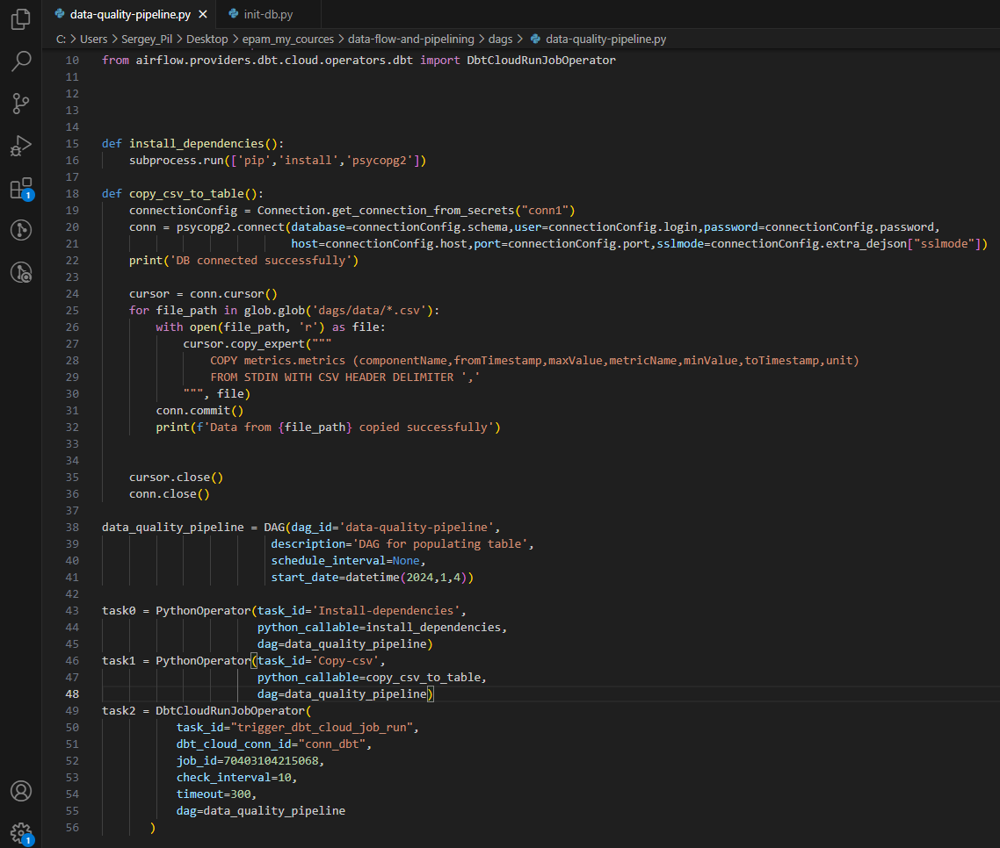 data-quality-pipeline.py × init-db.py
C: > Users > Sergey_Pil > Desktop > epam_my_cources > data-flow-and-pipelining > dags > data-quality-pipeline.py
10 from airflow.providers.dbt.cloud.operators.dbt import DbtCloudRunJobOperator
11
12
13
14
15 def install_dependencies():
16     subprocess.run(['pip','install','psycopg2'])
17
18 def copy_csv_to_table():
19     connectionConfig = Connection.get_connection_from_secrets("conn1")
20     conn = psycopg2.connect(database=connectionConfig.schema,user=connectionConfig.login,password=connectionConfig.password,
21                             host=connectionConfig.host,port=connectionConfig.port,sslmode=connectionConfig.extra_dejson["sslmode"])
22     print('DB connected successfully')
23
24     cursor = conn.cursor()
25     for file_path in glob.glob('dags/data/*.csv'):
26         with open(file_path, 'r') as file:
27             cursor.copy_expert("""
28                 COPY metrics.metrics (componentName,fromTimestamp,maxValue,metricName,minValue,toTimestamp,unit)
29                 FROM STDIN WITH CSV HEADER DELIMITER ','
30             """, file)
31         conn.commit()
32         print(f'Data from {file_path} copied successfully')
33
34
35     cursor.close()
36     conn.close()
37
38 data_quality_pipeline = DAG(dag_id='data-quality-pipeline',
39                          description='DAG for populating table',
40                          schedule_interval=None,
41                          start_date=datetime(2024,1,4))
42
43 task0 = PythonOperator(task_id='Install-dependencies',
44                        python_callable=install_dependencies,
45                        dag=data_quality_pipeline)
46 task1 = PythonOperator(task_id='Copy-csv',
47                        python_callable=copy_csv_to_table,
48                        dag=data_quality_pipeline)
49 task2 = DbtCloudRunJobOperator(
50            task_id="trigger_dbt_cloud_job_run",
51            dbt_cloud_conn_id="conn_dbt",
52            job_id=70403104215068,
53            check_interval=10,
54            timeout=300,
55            dag=data_quality_pipeline
56        )
1
1